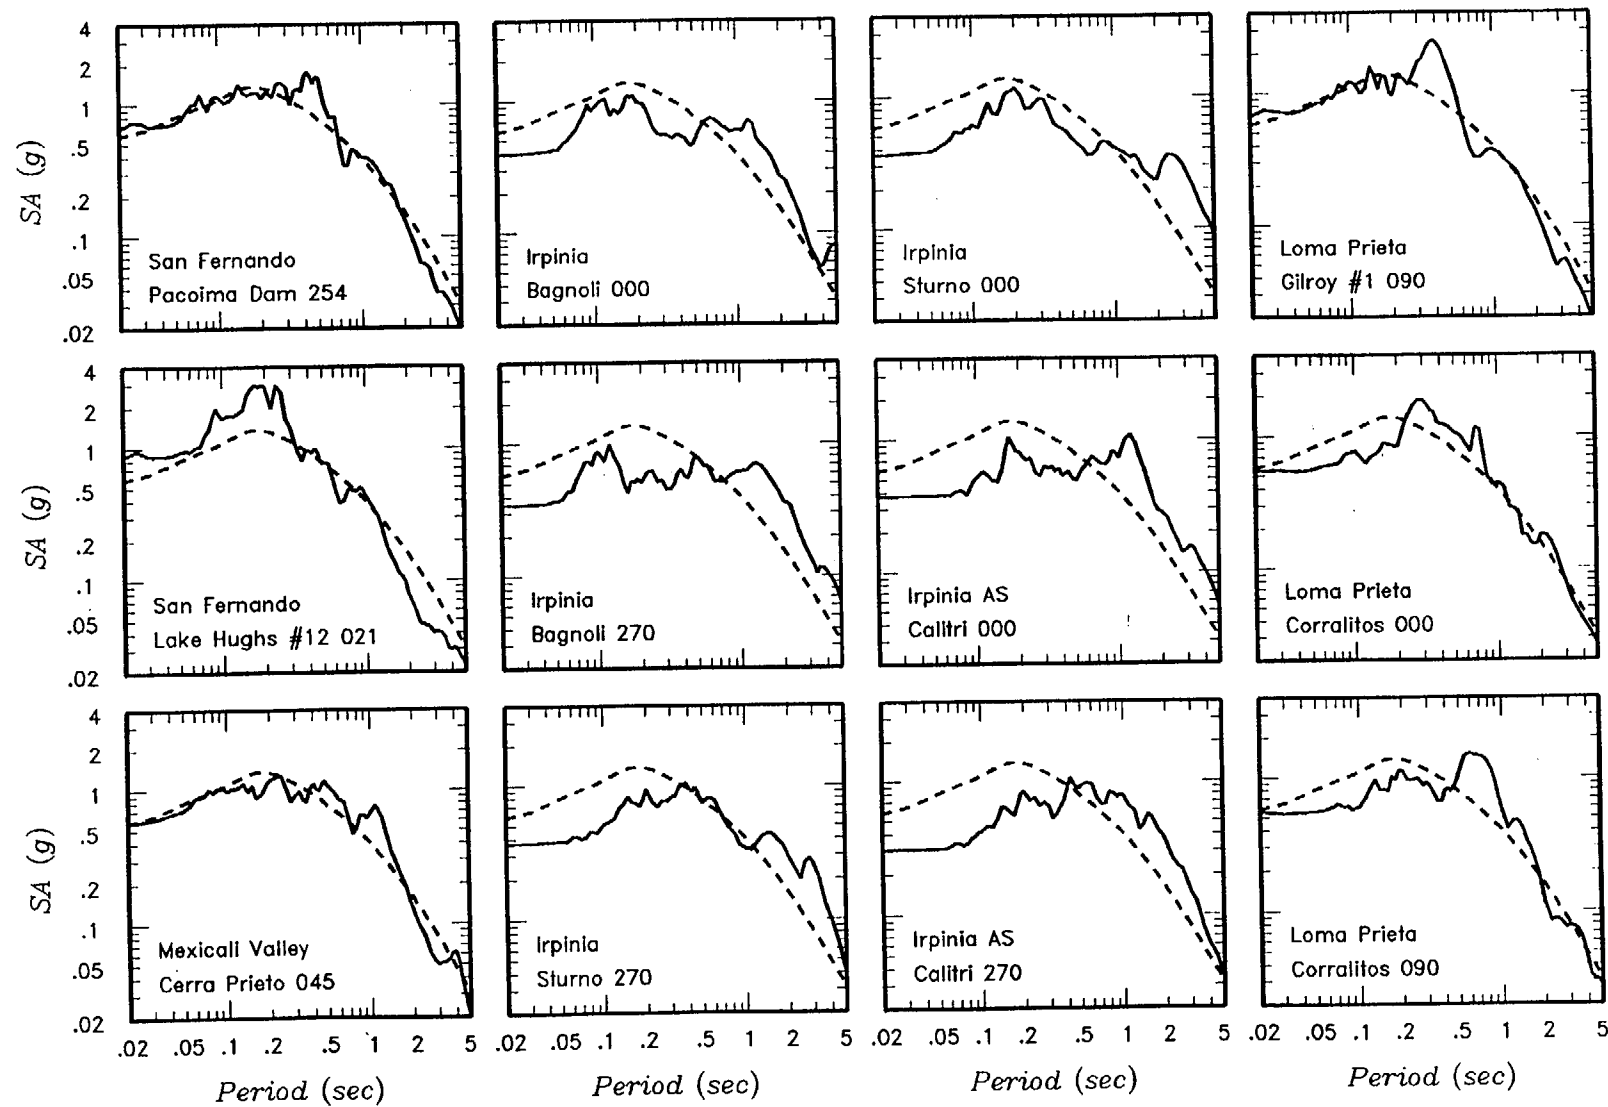 4
2
1
.5
.2
.1
.05
.02
SA (g)
San Fernando
Pacoima Dam 254
Irpinia
Bagnoli 000
Irpinia
Sturno 000
Loma Prieta
Gilroy #1 090
4
2
1
.5
.2
.1
.05
.02
SA (g)
San Fernando
Lake Hughs #12 021
Irpinia
Bagnoli 270
Irpinia AS
Calitri 000
Loma Prieta
Corralitos 000
4
2
1
.5
.2
.1
.05
.02
SA (g)
Mexicali Valley
Cerra Prieto 045
Irpinia
Sturno 270
Irpinia AS
Calitri 270
Loma Prieta
Corralitos 090
.02 .05 .1 .2 .5 1 2 5
.02 .05 .1 .2 .5 1 2 5
.02 .05 .1 .2 .5 1 2 5
.02 .05 .1 .2 .5 1 2 5
Period (sec)
Period (sec)
Period (sec)
Period (sec)